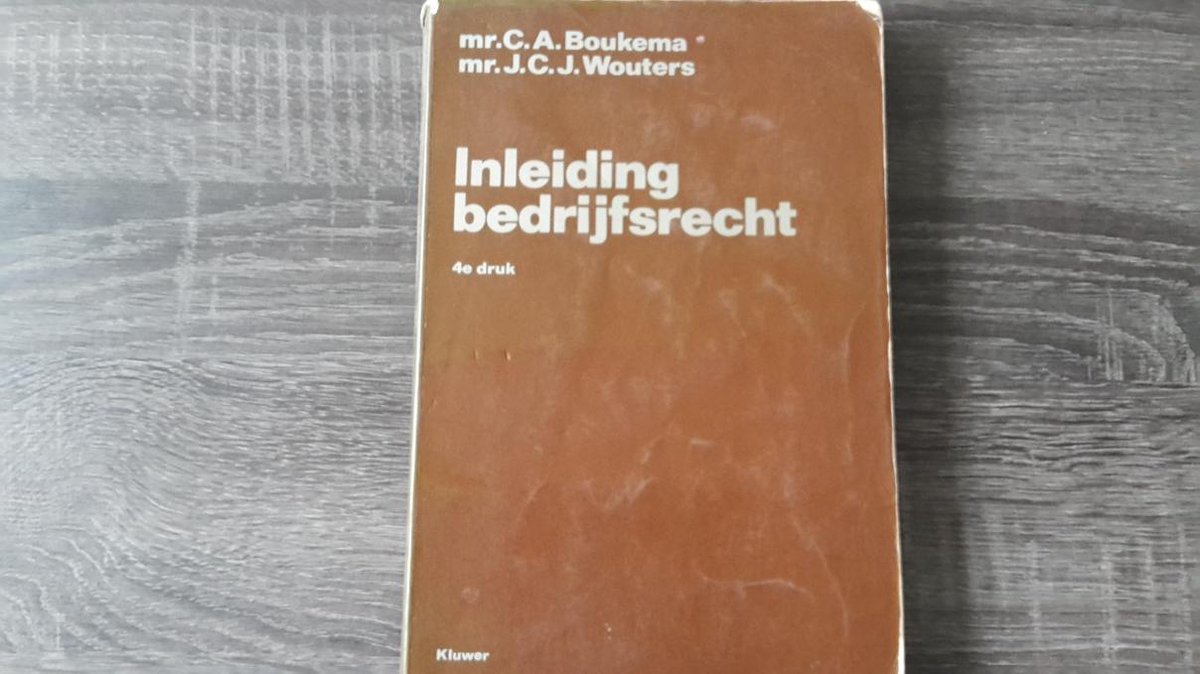 mr.C.A.Boukema
mr.J.C.J.Wouters
Inleiding
bedrijfsrecht
4e druk
Kluwer